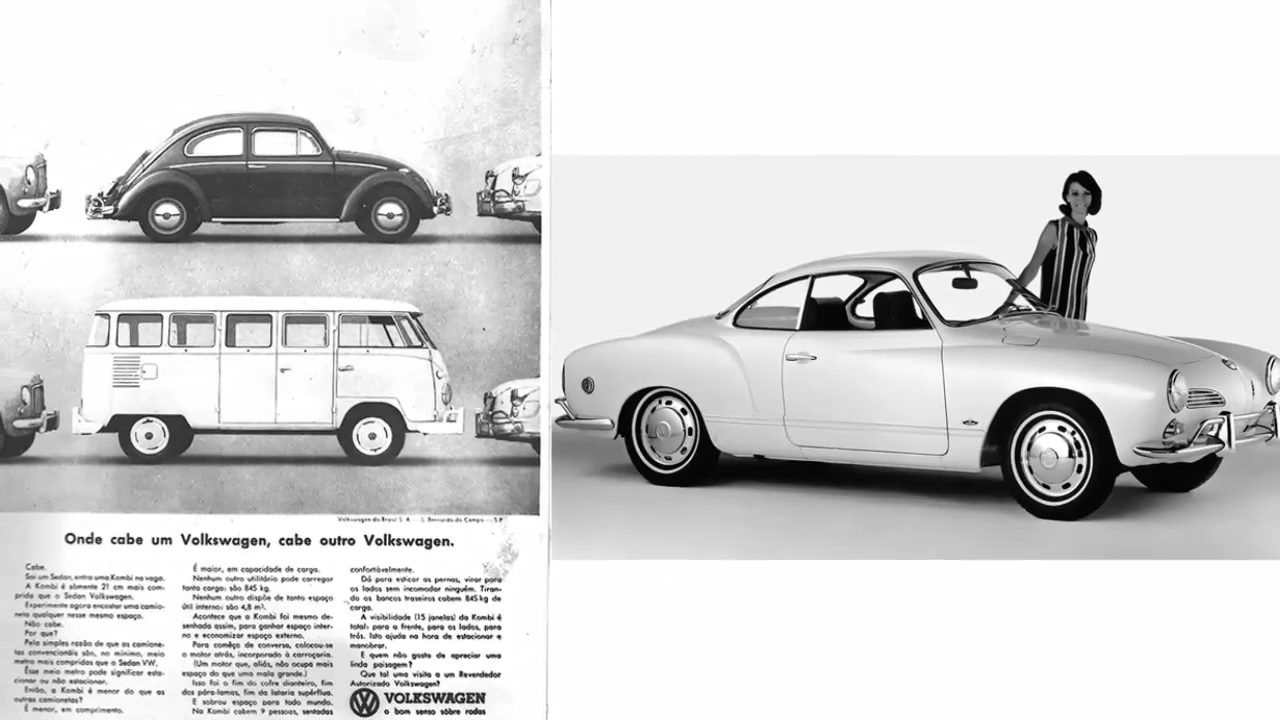 Volkswagen do Brasil S. A. — S. Bernardo do Campo — S.P.
Onde cabe um Volkswagen, cabe outro Volkswagen.
Cabe.
Sai um Sedan, entra uma Kombi na vaga.
A Kombi é sòmente 21 cm mais com-
prida que o Sedan Volkswagen.
Experimente agora encostar uma camio-
neta qualquer nesse mesmo espaço.
Não cabe.
Por que?
Pela simples razão de que as camione-
tas convencionais são, no mínimo, meio
metro mais compridas que o Sedan VW.
Êsse meio metro pode significar esta-
cionar ou não estacionar.
Então, a Kombi é menor do que as
outras camionetas?
É menor, em comprimento.
É maior, em capacidade de carga.
Nenhum outro utilitário pode carregar
tanta carga: são 845 kg.
Nenhum outro dispõe de tanto espaço
útil interno: são 4,8 m³.
Acontece que a Kombi foi mesmo de-
senhada assim, para ganhar espaço inter-
no e economizar espaço externo.
Para comêço de conversa, colocou-se
o motor atrás, incorporado à carroçaria.
(Um motor que, aliás, não ocupa mais
espaço do que uma mala grande.)
Isso foi o fim do cofre dianteiro, fim
dos pára-lamas, fim da lataria supérflua.
E sobrou espaço para todo mundo.
Na Kombi cabem 9 pessoas, sentadas
confortàvelmente.
Dá para esticar as pernas, virar para
os lados sem incomodar ninguém. Tiran-
do os bancos traseiros cabem 845 kg de
carga.
A visibilidade (15 janelas) da Kombi é
total: para a frente, para os lados, para
trás. Isto ajuda na hora de estacionar e
manobrar.
E quem não gosta de apreciar uma
linda paisagem?
Que tal uma visita a um Revendedor
Autorizado Volkswagen?
VOLKSWAGEN
o bom senso sôbre rodas